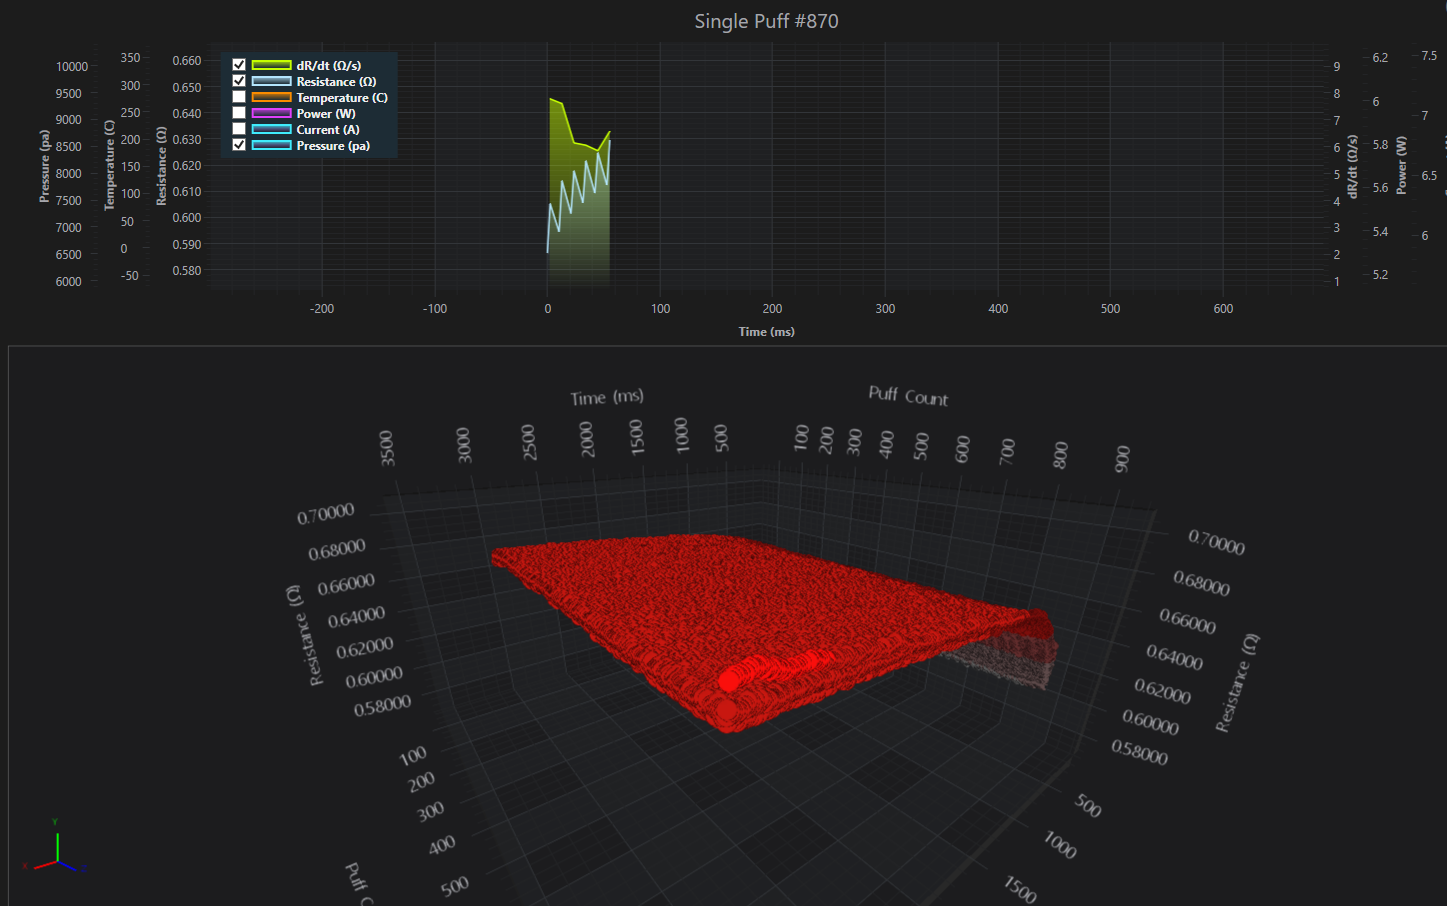 Single Puff #870
Pressure (pa)
10000
9500
9000
8500
8000
7500
7000
6500
6000
Temperature (C)
350
300
250
200
150
100
50
0
-50
Resistance (Ω)
0.660
0.650
0.640
0.630
0.620
0.610
0.600
0.590
0.580
dR/dt (Ω/s)
Resistance (Ω)
Temperature (C)
Power (W)
Current (A)
Pressure (pa)
9
8
7
6
5
4
3
2
1
dR/dt (Ω/s)
6.2
6
5.8
5.6
5.4
5.2
Power (W)
7.5
7
6.5
6
-200 -100 0 100 200 300 400 500 600
Time (ms)
Time (ms)
Puff Count
3500 3000 2500 2000 1500 1000 500
100 200 300 400 500 600 700 800 900
0.70000
0.68000
0.66000
0.64000
0.62000
0.60000
0.58000
Resistance (Ω)
0.70000
0.68000
0.66000
0.64000
0.62000
0.60000
0.58000
Resistance (Ω)
100
200
300
400
500
Puff C
500
1000
1500
Y
X